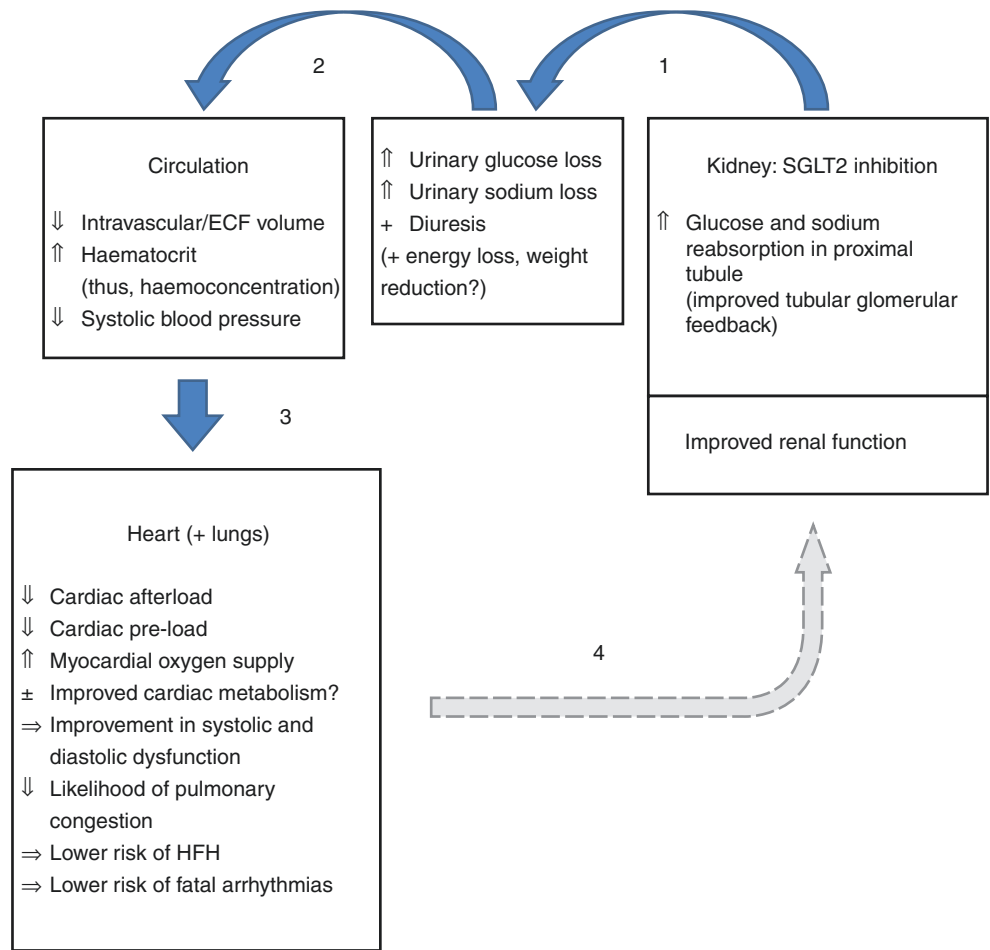 2
1
Circulation
⇓ Intravascular/ECF volume
⇑ Haematocrit
(thus, haemoconcentration)
⇓ Systolic blood pressure
⇑ Urinary glucose loss
⇑ Urinary sodium loss
+ Diuresis
(+ energy loss, weight
reduction?)
Kidney: SGLT2 inhibition
⇑ Glucose and sodium
reabsorption in proximal
tubule
(improved tubular glomerular
feedback)
Improved renal function
3
Heart (+ lungs)
⇓ Cardiac afterload
⇓ Cardiac pre-load
⇑ Myocardial oxygen supply
± Improved cardiac metabolism?
⇒ Improvement in systolic and
diastolic dysfunction
⇓ Likelihood of pulmonary
congestion
⇒ Lower risk of HFH
⇒ Lower risk of fatal arrhythmias
4